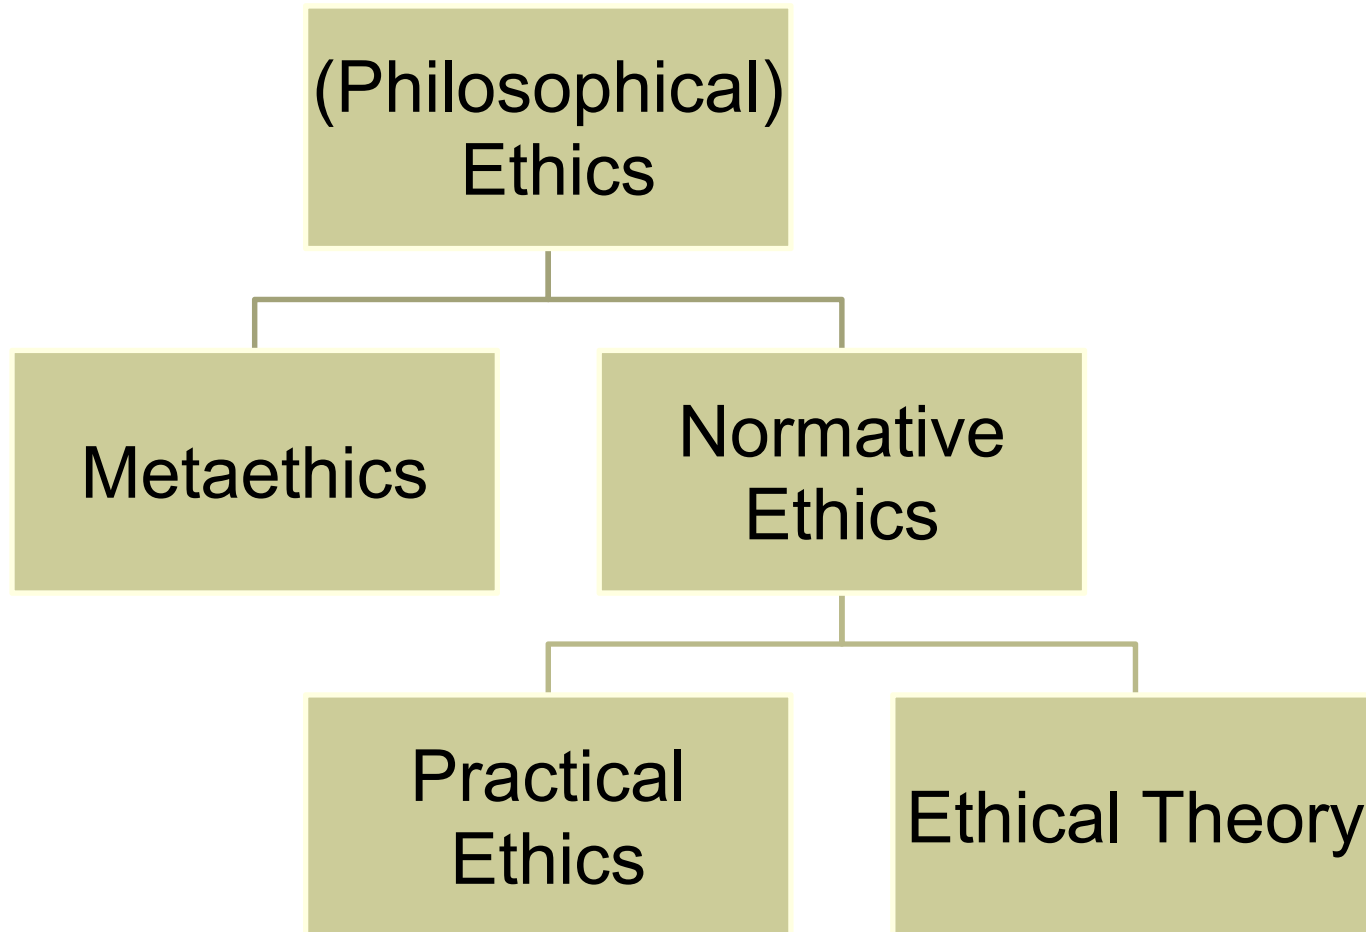 (Philosophical)
Ethics
Metaethics
Normative
Ethics
Practical
Ethics
Ethical Theory